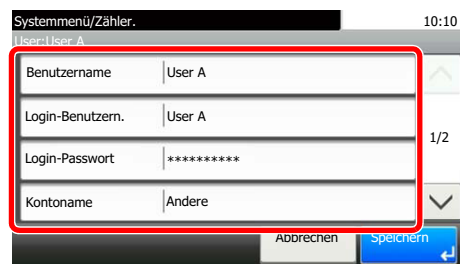 Systemmenü/Zähler. 10:10
User:User A
Benutzername User A
Login-Benutzern. User A
1/2
Login-Passwort **********
Kontoname Andere
Abbrechen Speichern